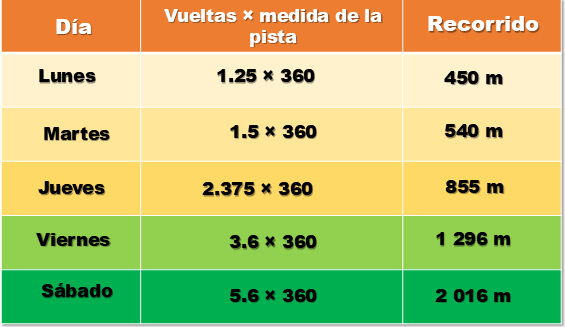 Día
Vueltas × medida de la
pista
Recorrido
Lunes
1.25 × 360
450 m
Martes
1.5 × 360
540 m
Jueves
2.375 × 360
855 m
Viernes
3.6 × 360
1 296 m
Sábado
5.6 × 360
2 016 m